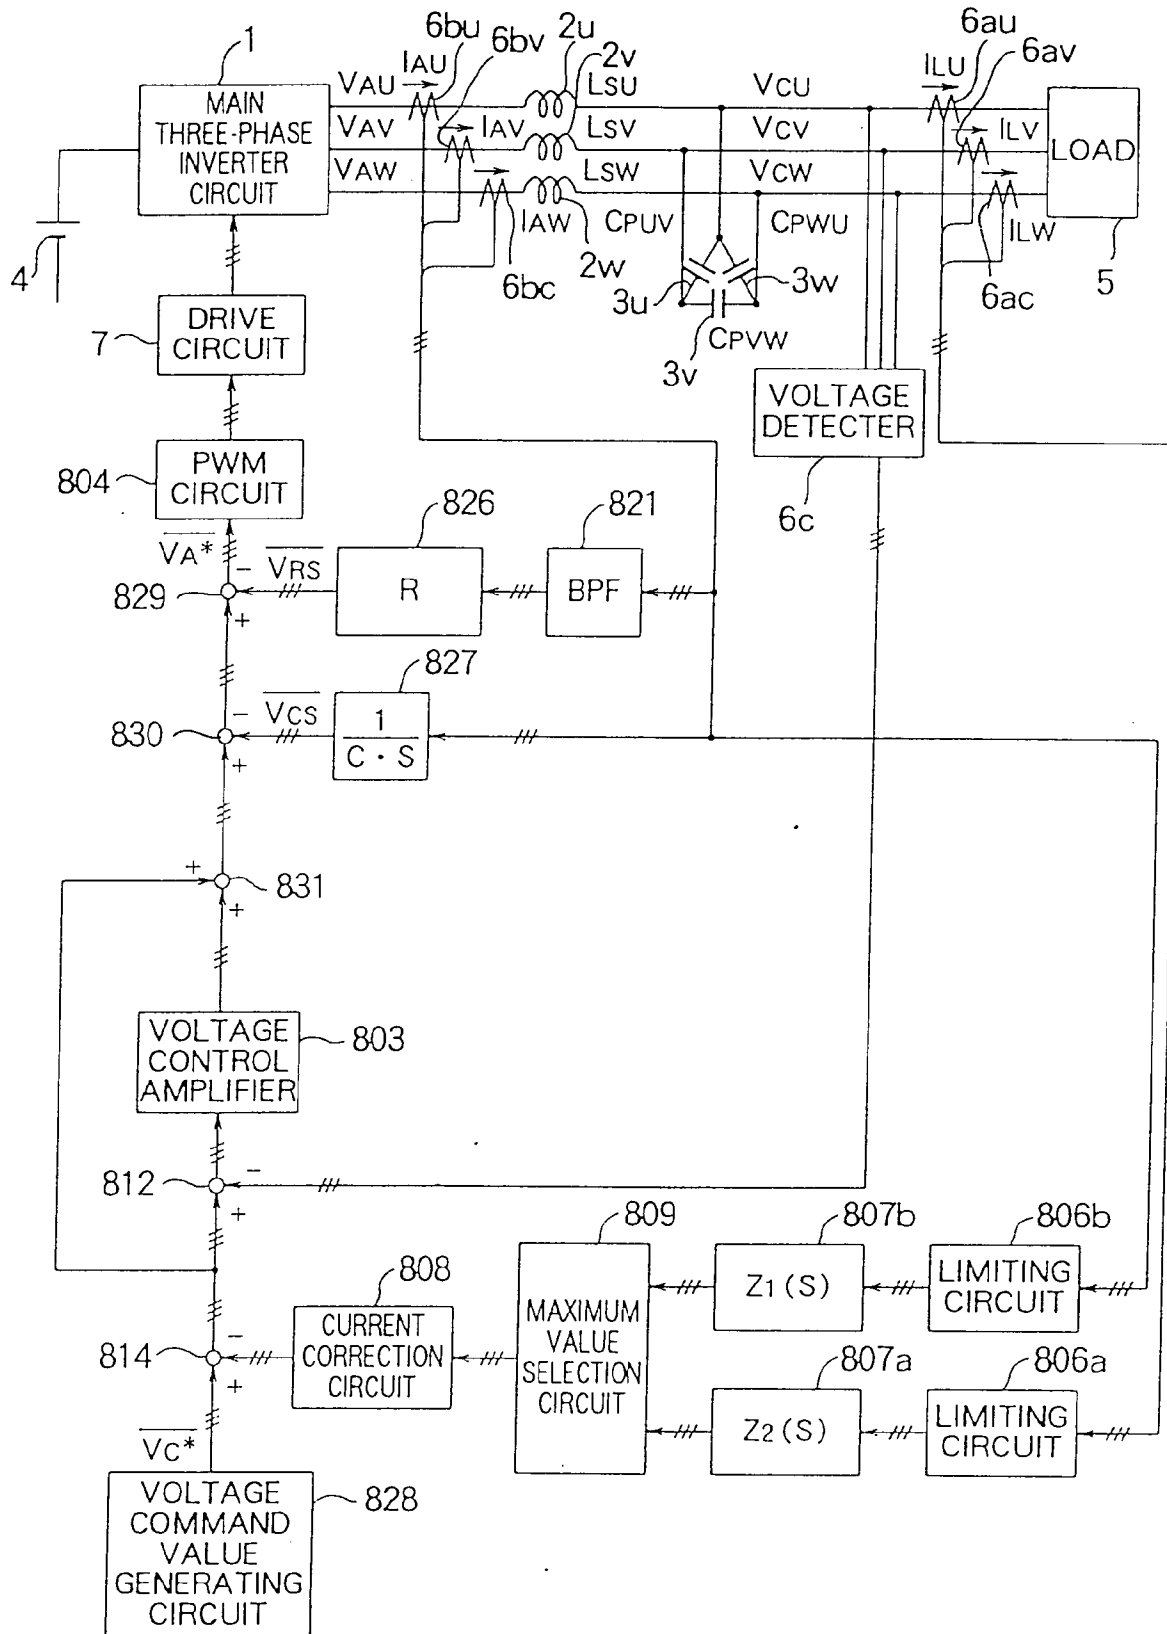 1
MAIN
THREE-PHASE
INVERTER
CIRCUIT
VAU
VAV
VAW
IAU
6bu
6bv
IAV
IAW
6bc
2u
2v
2w
LSU
LSV
LSW
VCU
VCV
VCW
CPUV
CPWU
CPVW
3u
3w
3v
6au
6av
ILU
ILV
ILW
6ac
LOAD
5
4
DRIVE
CIRCUIT
7
VOLTAGE
DETECTER
6c
PWM
CIRCUIT
804
VA*
829
-
+
VRS
826
R
821
BPF
830
-
+
VCS
827
1
C · S
+
831
+
VOLTAGE
CONTROL
AMPLIFIER
803
812
-
+
809
807b
806b
MAXIMUM
VALUE
SELECTION
CIRCUIT
Z1(S)
LIMITING
CIRCUIT
808
CURRENT
CORRECTION
CIRCUIT
814
-
+
807a
806a
Z2(S)
LIMITING
CIRCUIT
VC*
VOLTAGE
COMMAND
VALUE
GENERATING
CIRCUIT
828